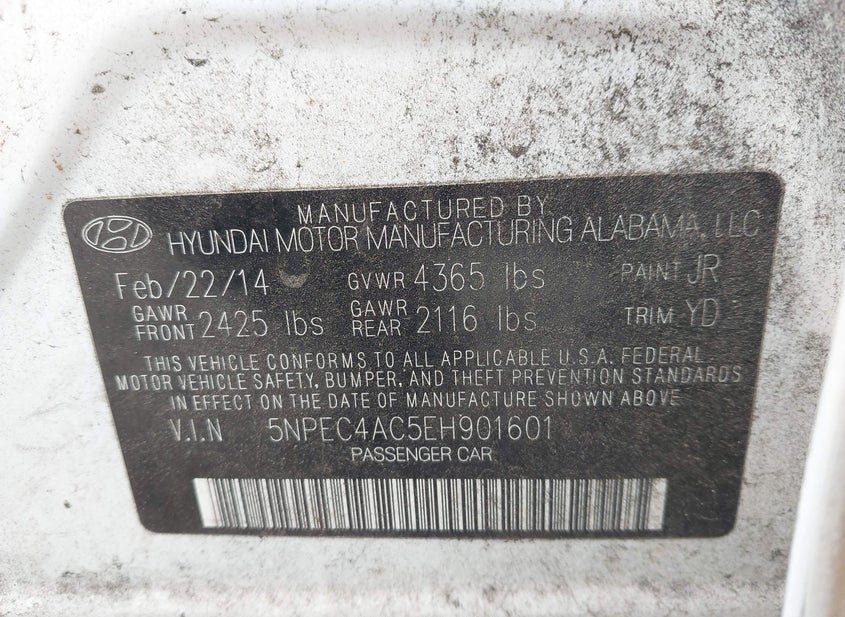 MANUFACTURED BY
HYUNDAI MOTOR MANUFACTURING ALABAMA, LLC
Feb/22/14 GVWR 4365 lbs PAINT JR
GAWR FRONT 2425 lbs GAWR REAR 2116 lbs TRIM YD
THIS VEHICLE CONFORMS TO ALL APPLICABLE U.S.A. FEDERAL
MOTOR VEHICLE SAFETY, BUMPER, AND THEFT PREVENTION STANDARDS
IN EFFECT ON THE DATE OF MANUFACTURE SHOWN ABOVE
V.I.N 5NPEC4AC5EH901601
PASSENGER CAR